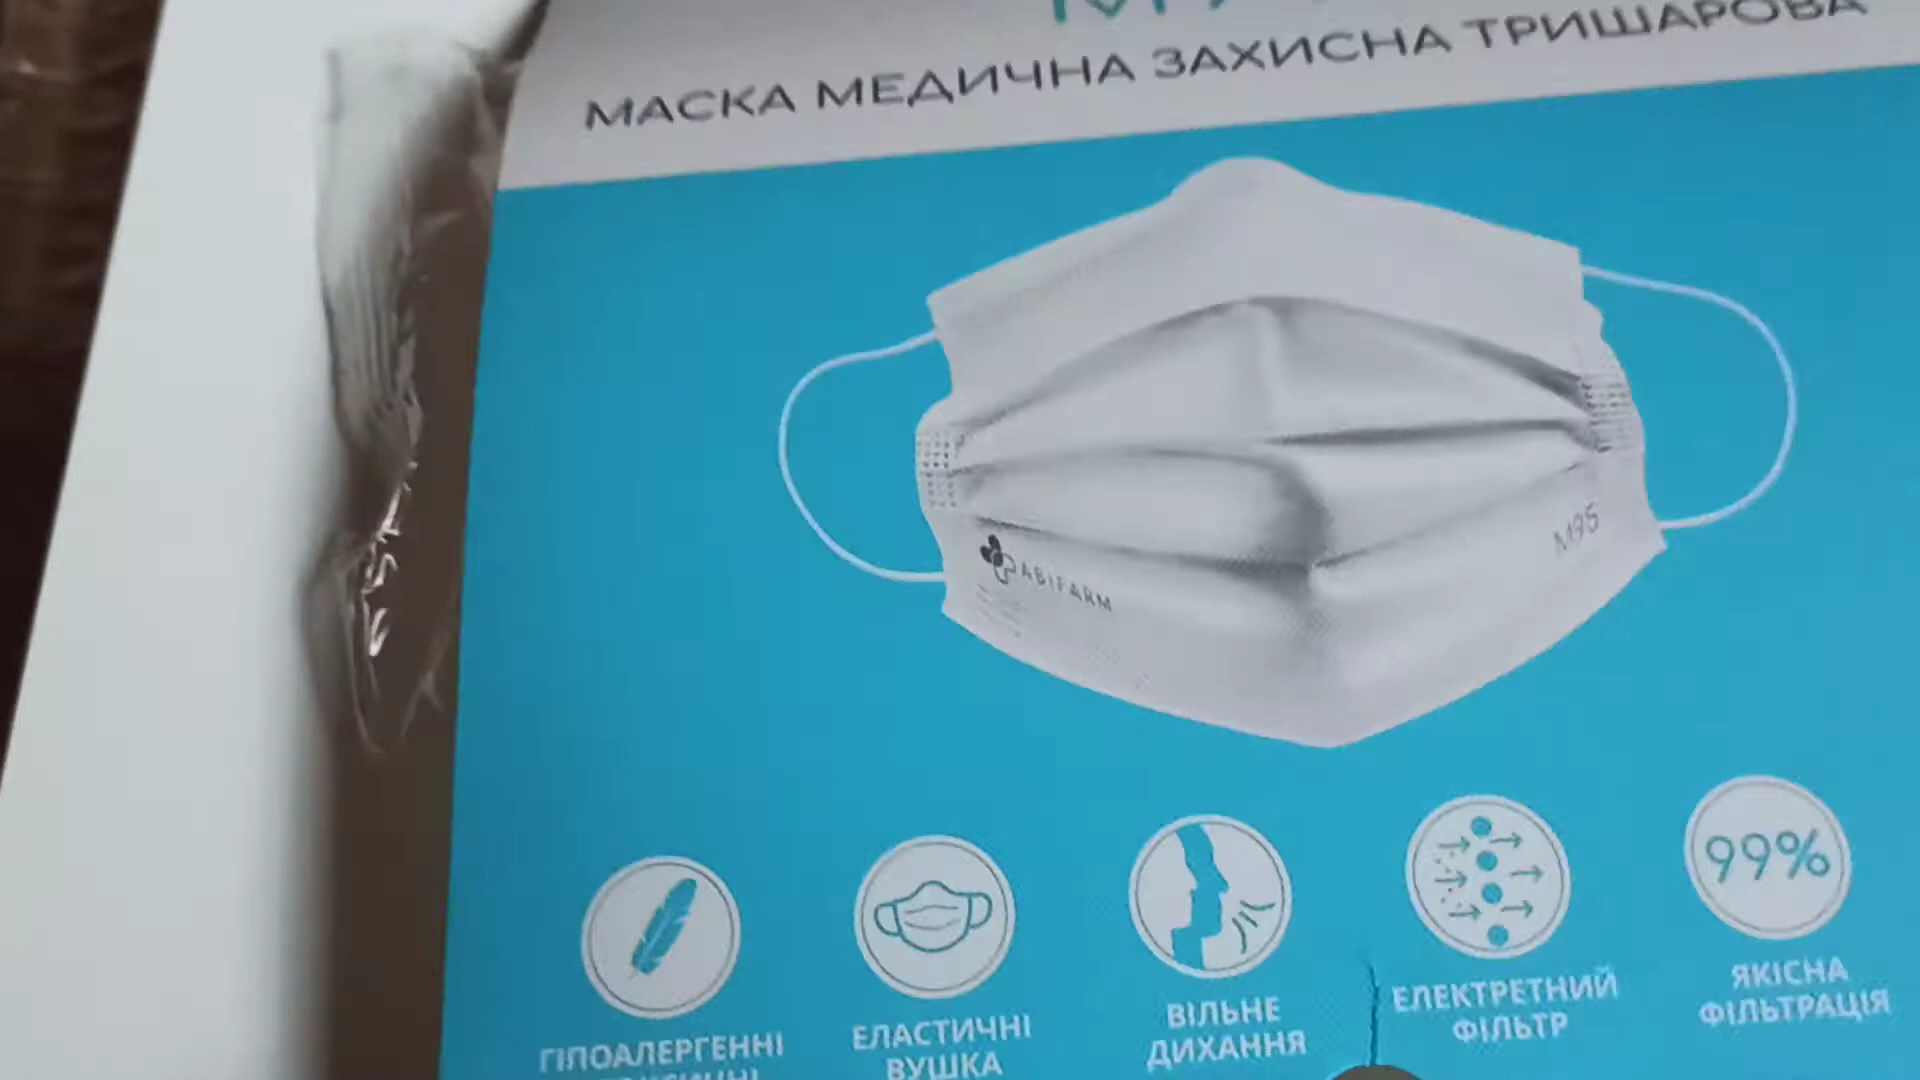 МАСКА МЕДИЧНА ЗАХИСНА ТРИШАРОВА
ABIFARM
M95
99%
ГІПОАЛЕРГЕННІ
ЕЛАСТИЧНІ
ВУШКА
ВІЛЬНЕ
ДИХАННЯ
ЕЛЕКТРЕТНИЙ
ФІЛЬТР
ЯКІСНА
ФІЛЬТРАЦІЯ